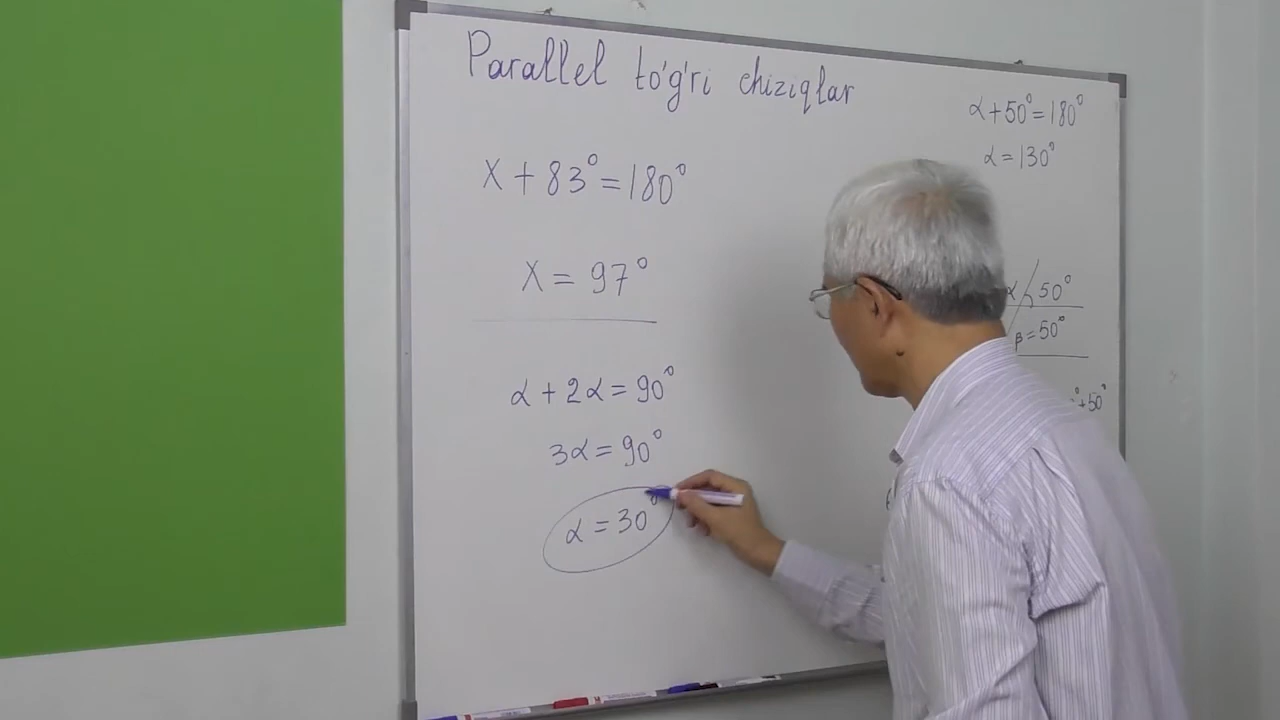 Parallel to'g'ri chiziqlar
x + 83° = 180°
x = 97°
α + 2α = 90°
3α = 90°
α = 30°
α + 50° = 180°
α = 130°
α 50°
β = 50°
°+50°